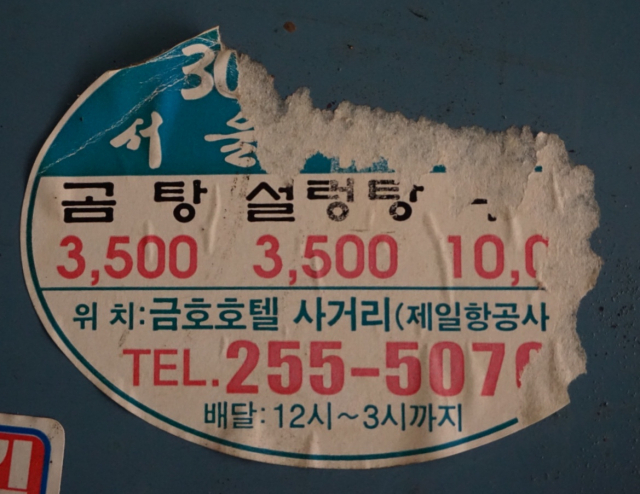 30
서울
곰탕 설렁탕
3,500 3,500 10,0
위 치:금호호텔 사거리(제일항공사
TEL.255-507
배달:12시~3시까지